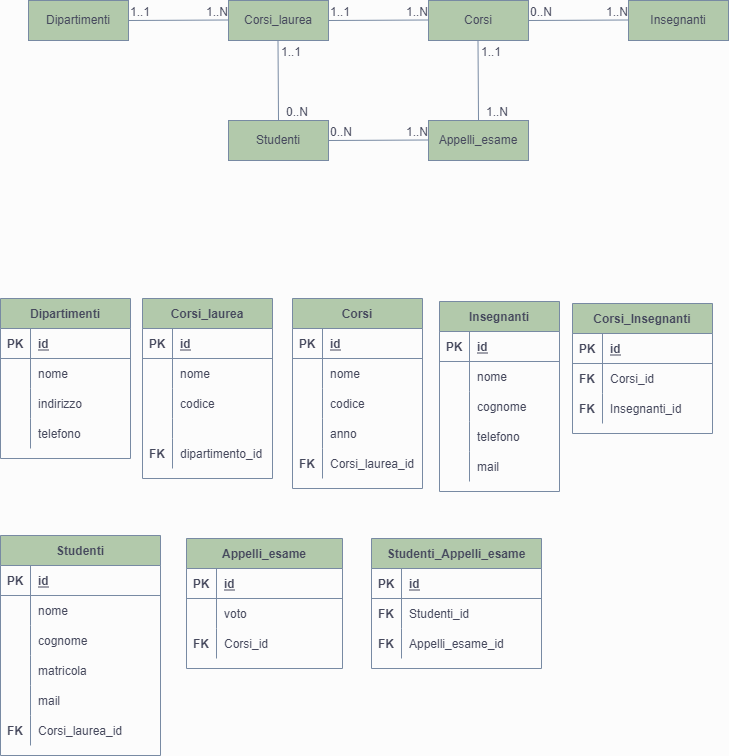 Dipartimenti 1..1 1..N Corsi_laurea 1..1 1..N Corsi 0..N 1..N Insegnanti
1..1 1..1
0..N 1..N
Studenti 0..N 1..N Appelli_esame
Dipartimenti
PK id
nome
indirizzo
telefono
Corsi_laurea
PK id
nome
codice
FK dipartimento_id
Corsi
PK id
nome
codice
anno
FK Corsi_laurea_id
Insegnanti
PK id
nome
cognome
telefono
mail
Corsi_Insegnanti
PK id
FK Corsi_id
FK Insegnanti_id
Studenti
PK id
nome
cognome
matricola
mail
FK Corsi_laurea_id
Appelli_esame
PK id
voto
FK Corsi_id
Studenti_Appelli_esame
PK id
FK Studenti_id
FK Appelli_esame_id